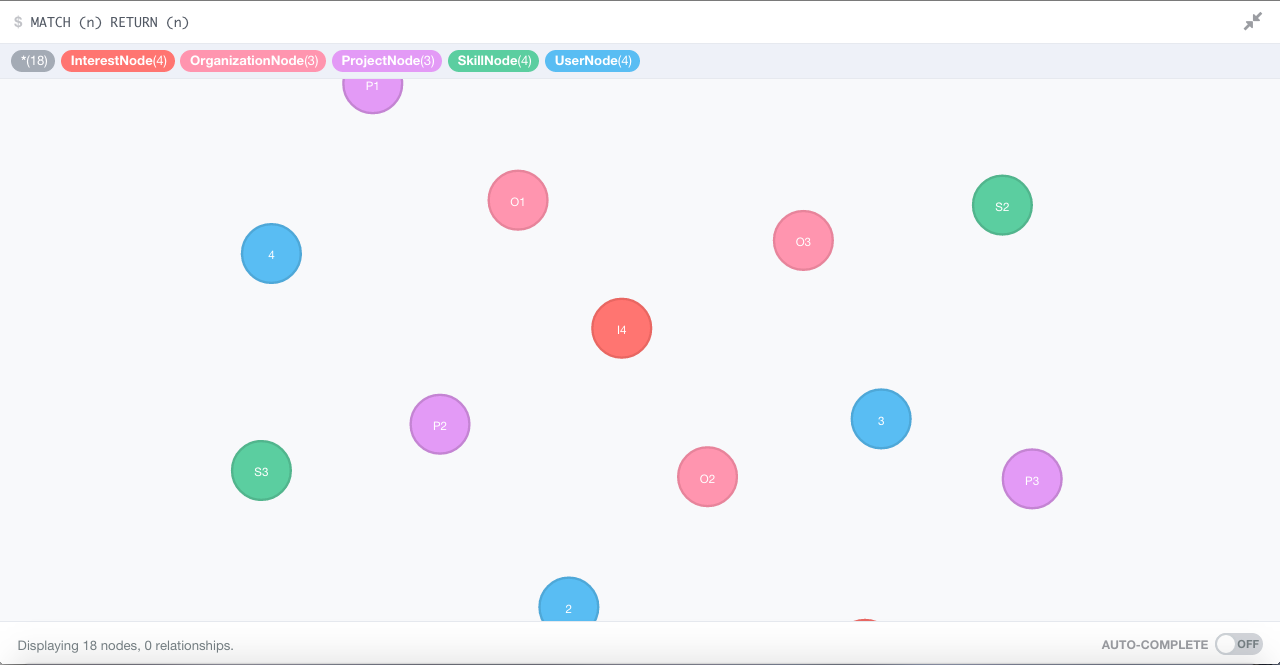 $ MATCH (n) RETURN (n)
*(18) InterestNode(4) OrganizationNode(3) ProjectNode(3) SkillNode(4) UserNode(4)
P1
O1
S2
O3
4
I4
3
P2
S3
O2
P3
2
Displaying 18 nodes, 0 relationships. AUTO-COMPLETE OFF